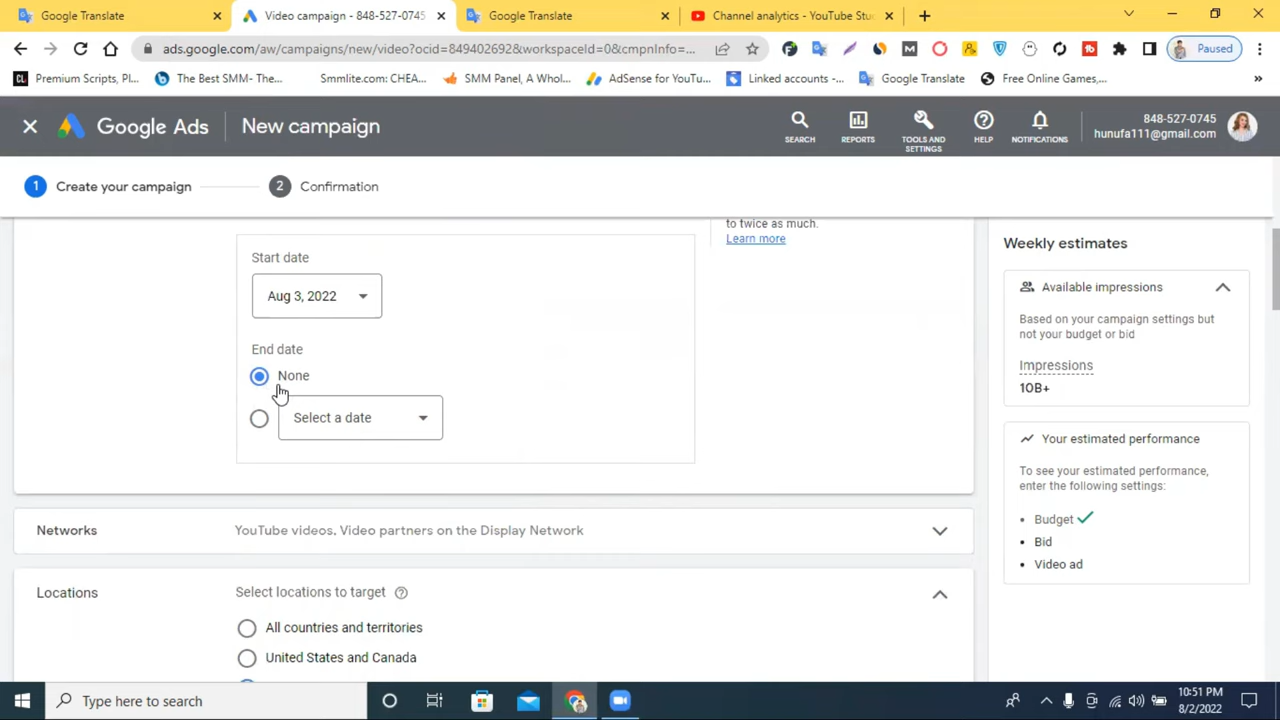 Google Translate
Video campaign - 848-527-0745
Google Translate
Channel analytics - YouTube Stu
ads.google.com/aw/campaigns/new/video?ocid=849402692&workspaceId=0&cmpnInfo=...
Paused
Premium Scripts, Pl...
The Best SMM- The...
Smmlite.com: CHEA...
SMM Panel, A Whol...
AdSense for YouTu...
Linked accounts -...
Google Translate
Free Online Games,...
»
Google Ads
New campaign
SEARCH
REPORTS
TOOLS AND
SETTINGS
HELP
NOTIFICATIONS
848-527-0745
hunufa111@gmail.com
1 Create your campaign
2 Confirmation
to twice as much.
Learn more
Start date
Aug 3, 2022
End date
None
Select a date
Weekly estimates
Available impressions
Based on your campaign settings but
not your budget or bid
Impressions
10B+
Your estimated performance
To see your estimated performance,
enter the following settings:
• Budget
• Bid
• Video ad
Networks
YouTube videos, Video partners on the Display Network
Locations
Select locations to target
All countries and territories
United States and Canada
Type here to search
10:51 PM
8/2/2022